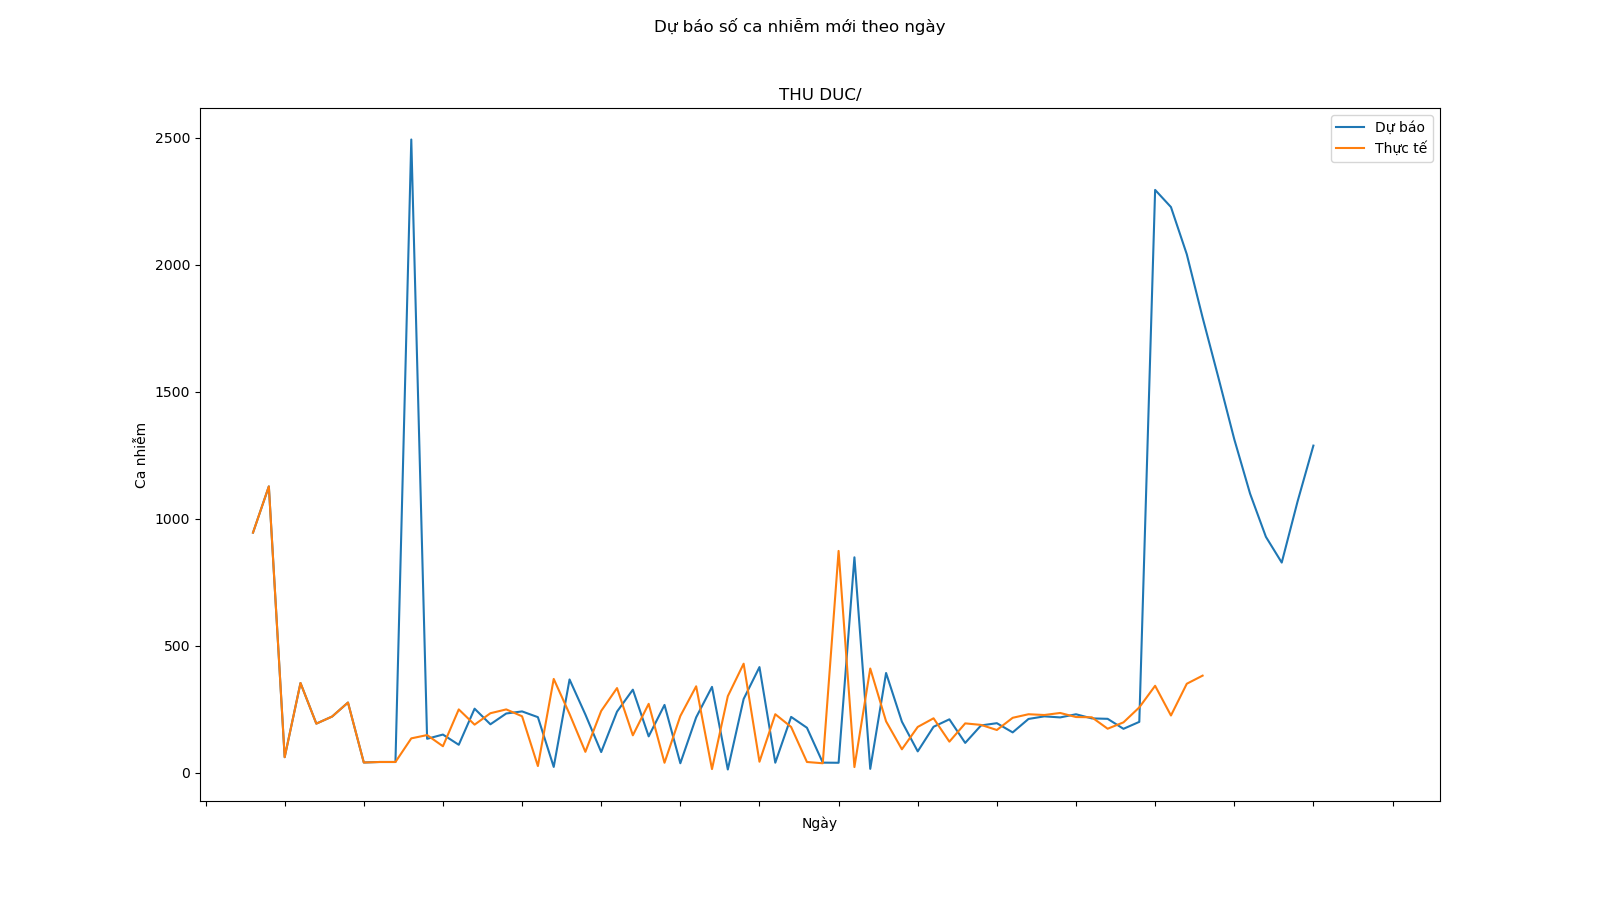 Dự báo số ca nhiễm mới theo ngày
THU DUC/
Dự báo
Thực tế
2500
2000
1500
1000
500
0
Ca nhiễm
Ngày